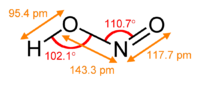 95.4 pm
110.7°
H
O
N
O
102.1°
143.3 pm
117.7 pm